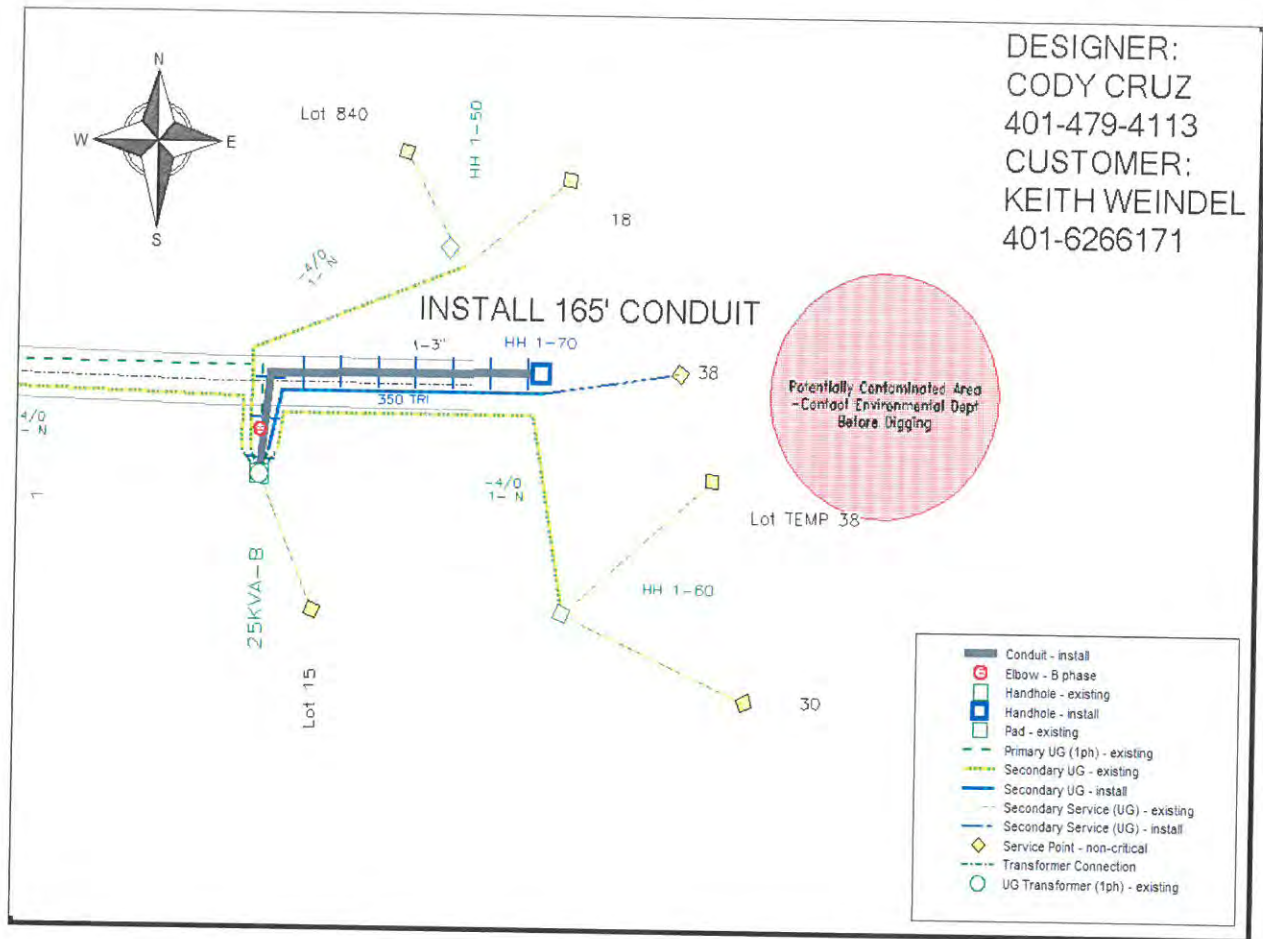 DESIGNER:
CODY CRUZ
401-479-4113
CUSTOMER:
KEITH WEINDEL
401-6266171
N
W
E
S
Lot 840
HH 1-50
18
-4/0
1- N
INSTALL 165' CONDUIT
1-3"
HH 1-70
38
350 TRI
Potentially Contaminated Area
-Contact Environmental Dept
Before Digging
4/0
- N
1
-4/0
1- N
Lot TEMP 38
HH 1-60
25KVA-B
Lot 15
30
Conduit - install
Elbow - B phase
Handhole - existing
Handhole - install
Pad - existing
Primary UG (1ph) - existing
Secondary UG - existing
Secondary UG - install
Secondary Service (UG) - existing
Secondary Service (UG) - install
Service Point - non-critical
Transformer Connection
UG Transformer (1ph) - existing